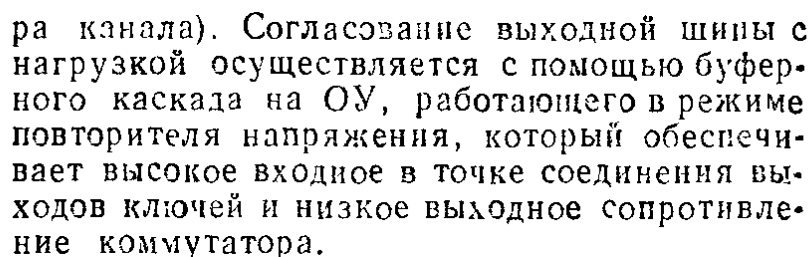 ра канала). Согласование выходной шины с
нагрузкой осуществляется с помощью буфер-
ного каскада на ОУ, работающего в режиме
повторителя напряжения, который обеспечи-
вает высокое входное в точке соединения вы-
ходов ключей и низкое выходное сопротивле-
ние коммутатора.